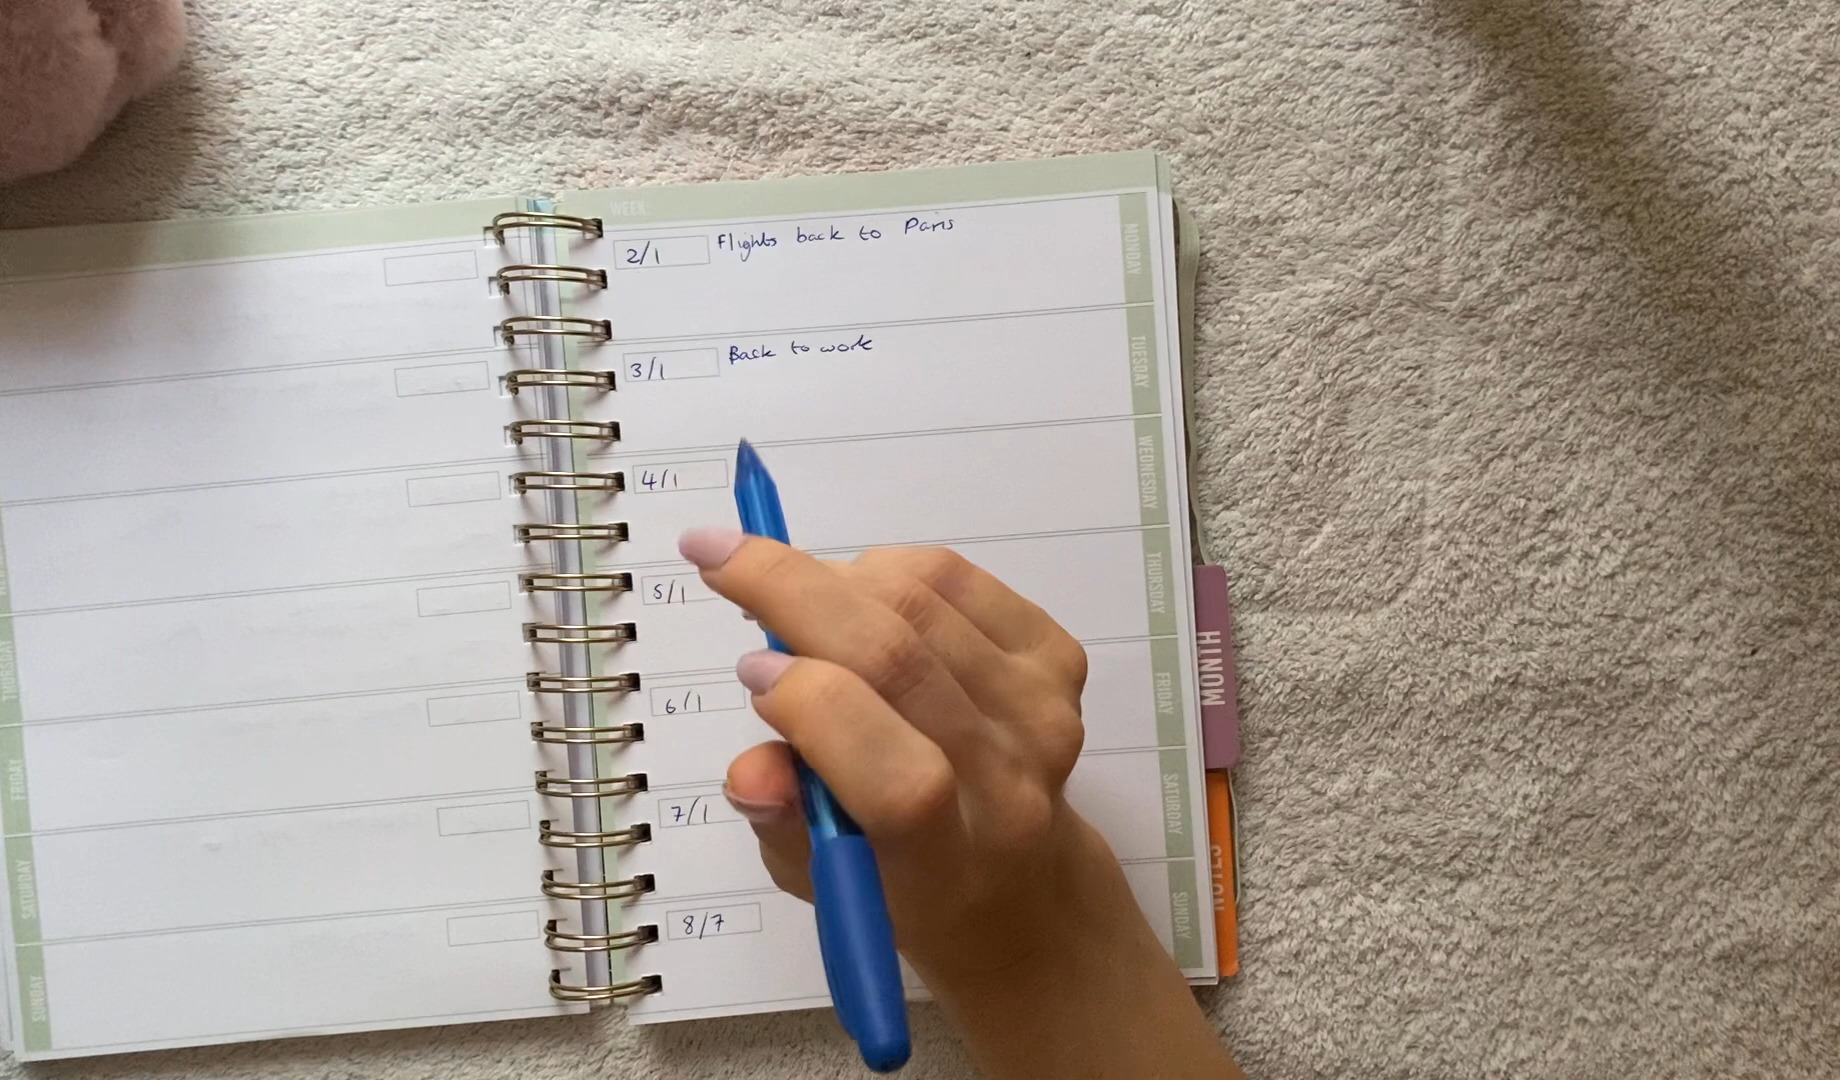 WEEK:
2/1 Flights back to Paris
MONDAY
3/1 Back to work
TUESDAY
4/1
WEDNESDAY
5/1
THURSDAY
6/1
FRIDAY
7/1
SATURDAY
8/7
SUNDAY
THURSDAY
FRIDAY
SATURDAY
SUNDAY
MONTH
NOTES